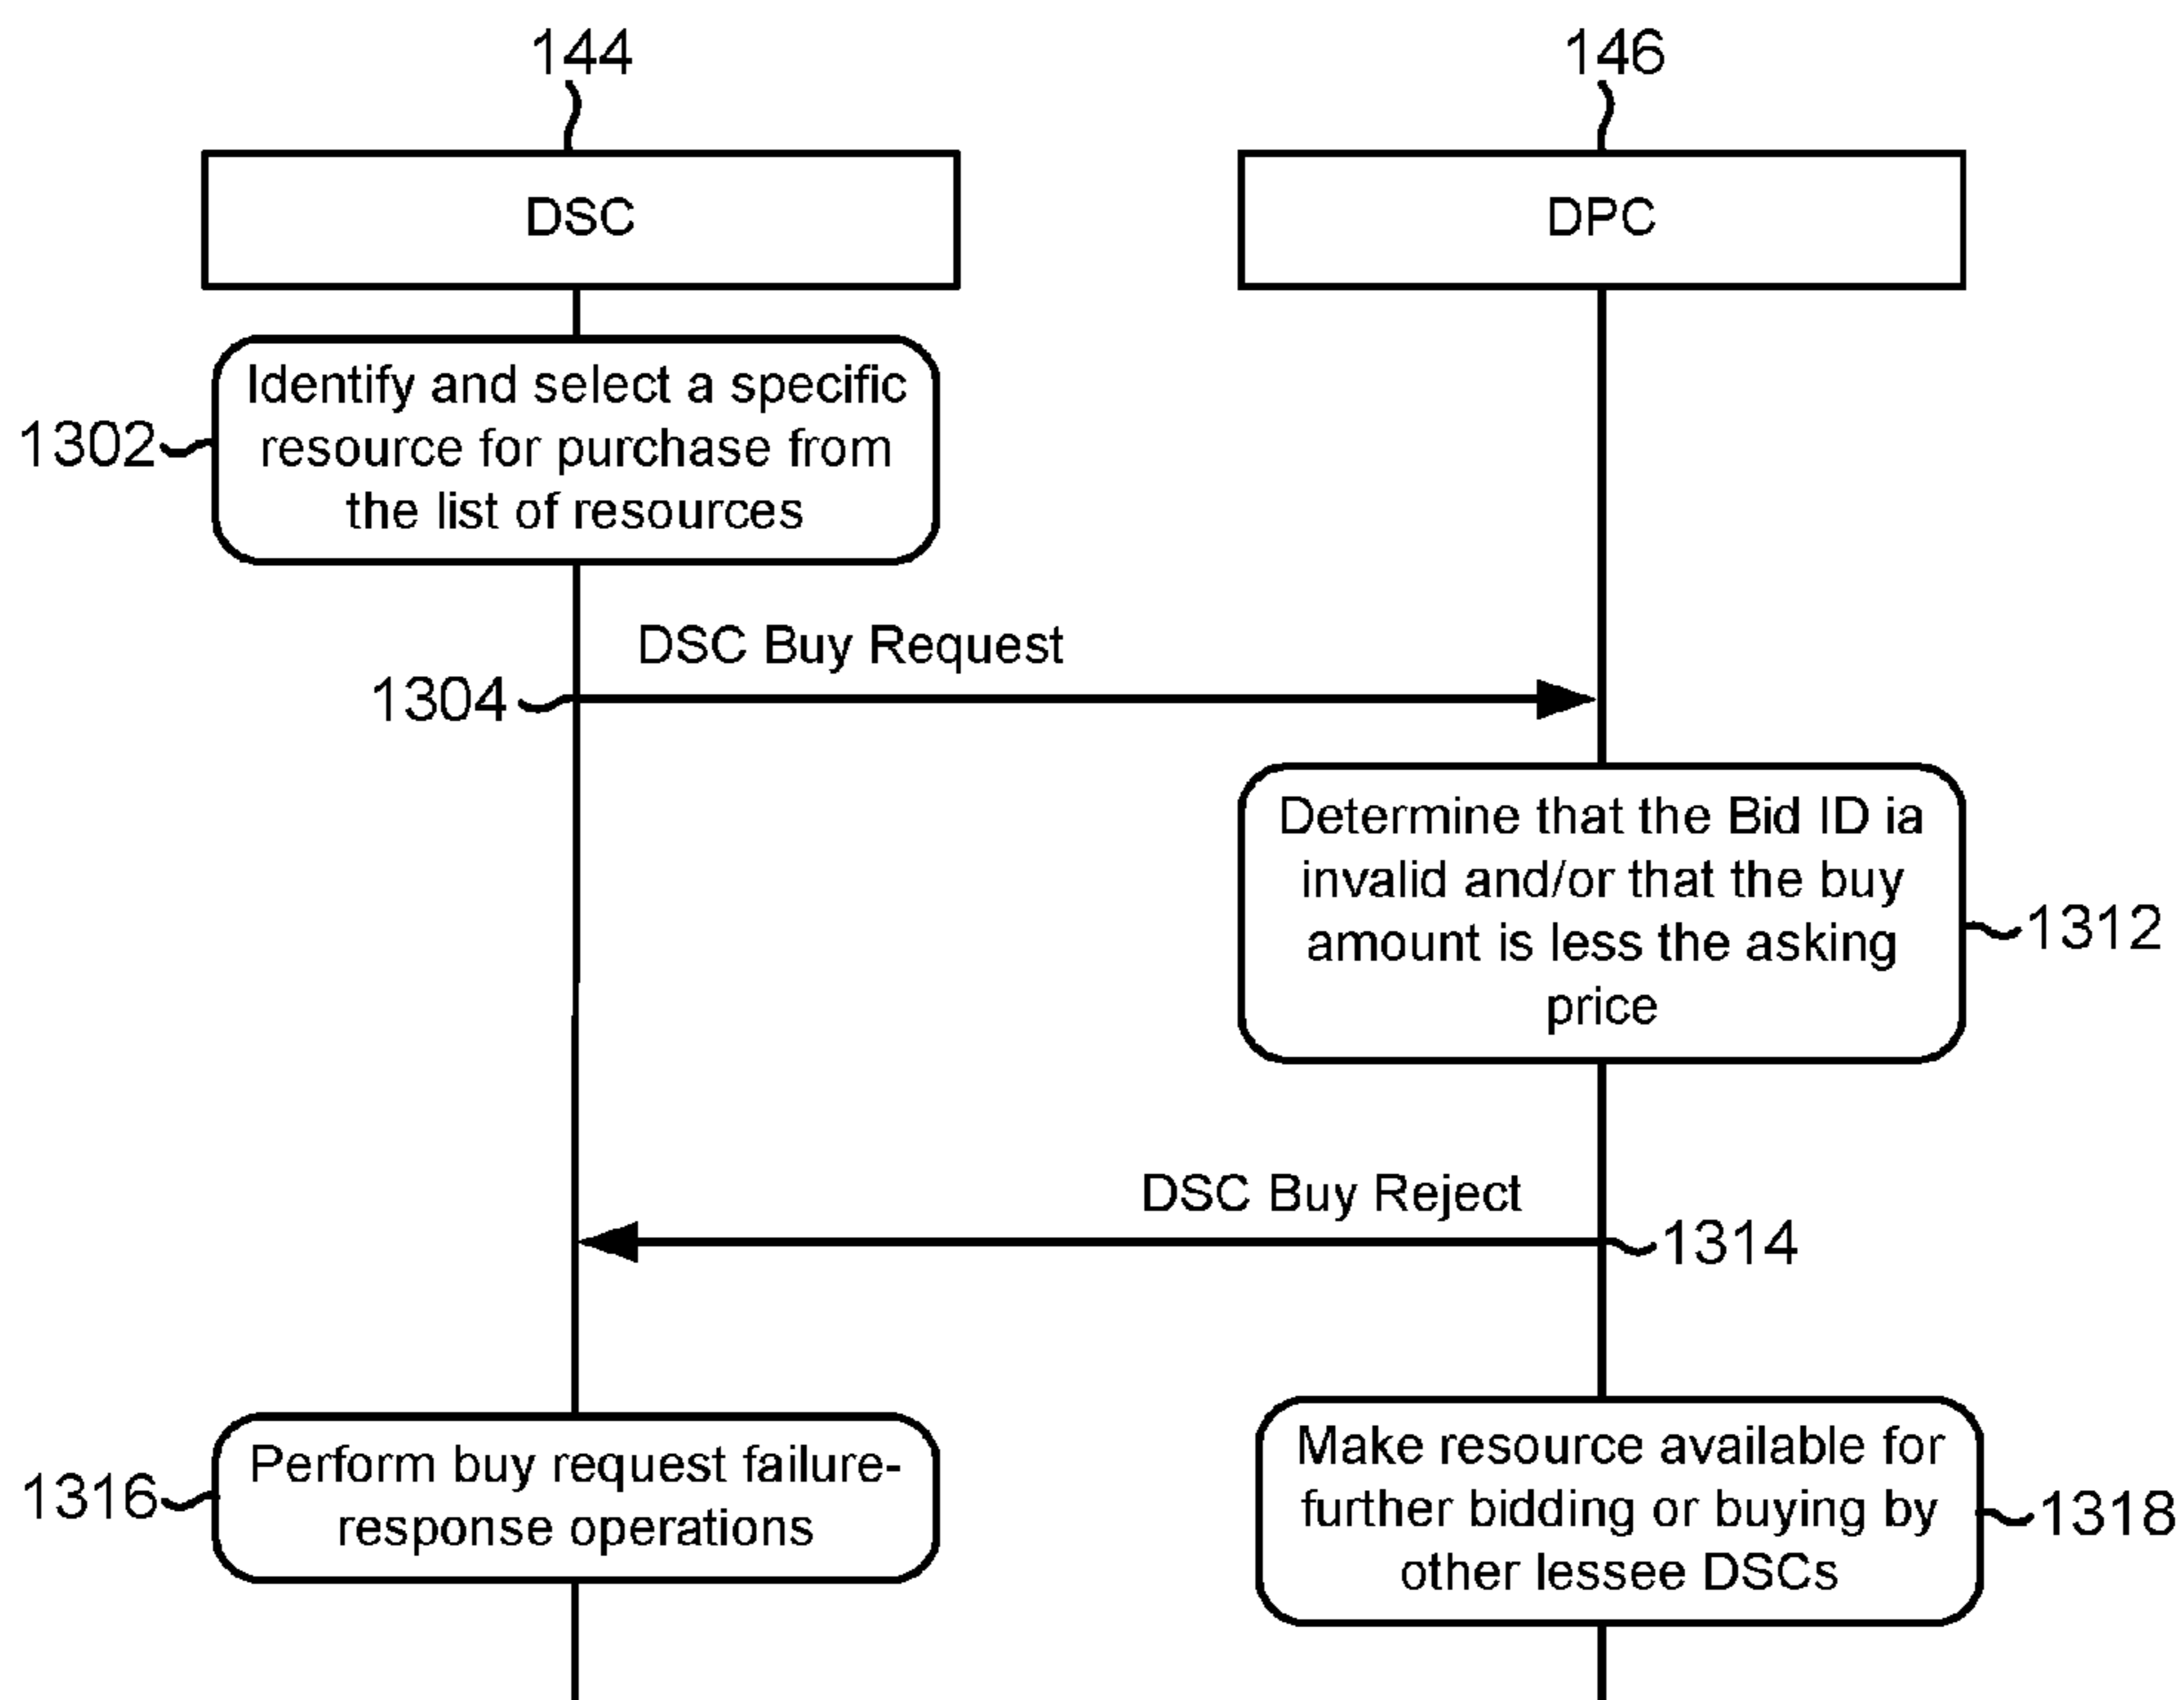 144
146
DSC
DPC
Identify and select a specific
resource for purchase from
the list of resources
1302
DSC Buy Request
1304
Determine that the Bid ID ia
invalid and/or that the buy
amount is less the asking
price
1312
DSC Buy Reject
1314
Perform buy request failure-
response operations
1316
Make resource available for
further bidding or buying by
other lessee DSCs
1318